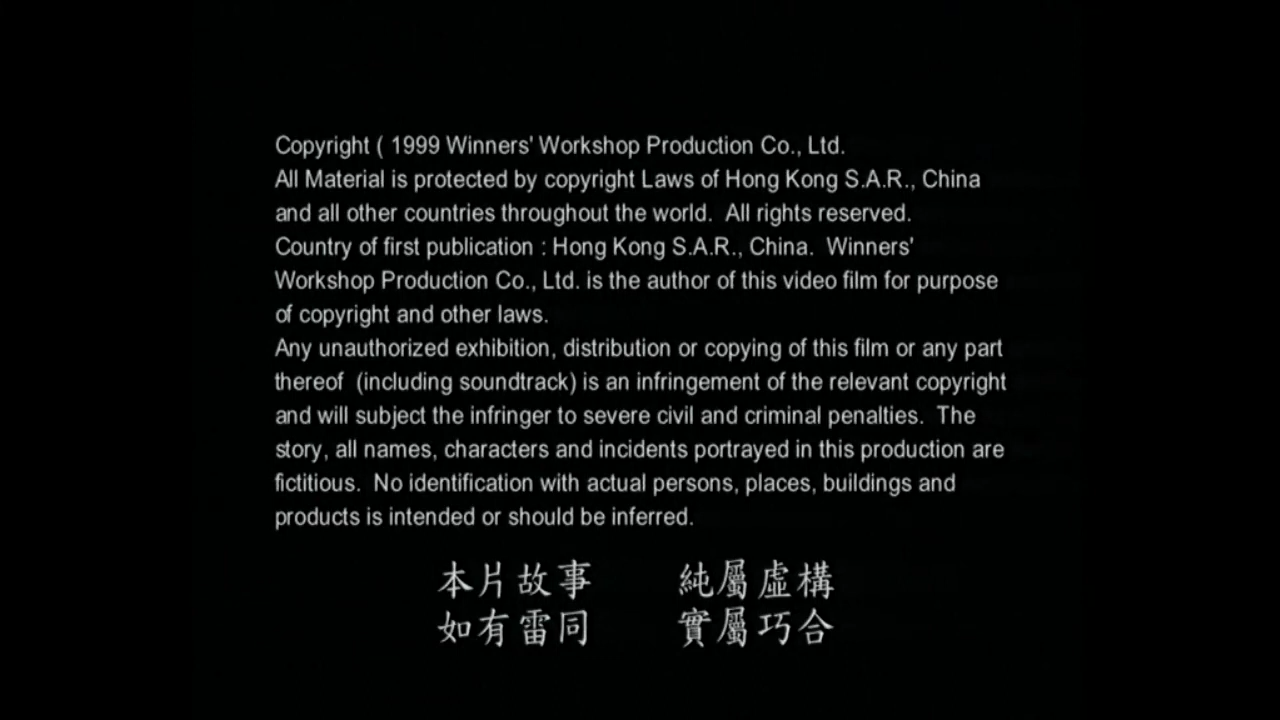 Copyright ( 1999 Winners' Workshop Production Co., Ltd.
All Material is protected by copyright Laws of Hong Kong S.A.R., China
and all other countries throughout the world.  All rights reserved.
Country of first publication : Hong Kong S.A.R., China.  Winners'
Workshop Production Co., Ltd. is the author of this video film for purpose
of copyright and other laws.
Any unauthorized exhibition, distribution or copying of this film or any part
thereof  (including soundtrack) is an infringement of the relevant copyright
and will subject the infringer to severe civil and criminal penalties.  The
story, all names, characters and incidents portrayed in this production are
fictitious.  No identification with actual persons, places, buildings and
products is intended or should be inferred.
本片故事　　純屬虛構
如有雷同　　實屬巧合